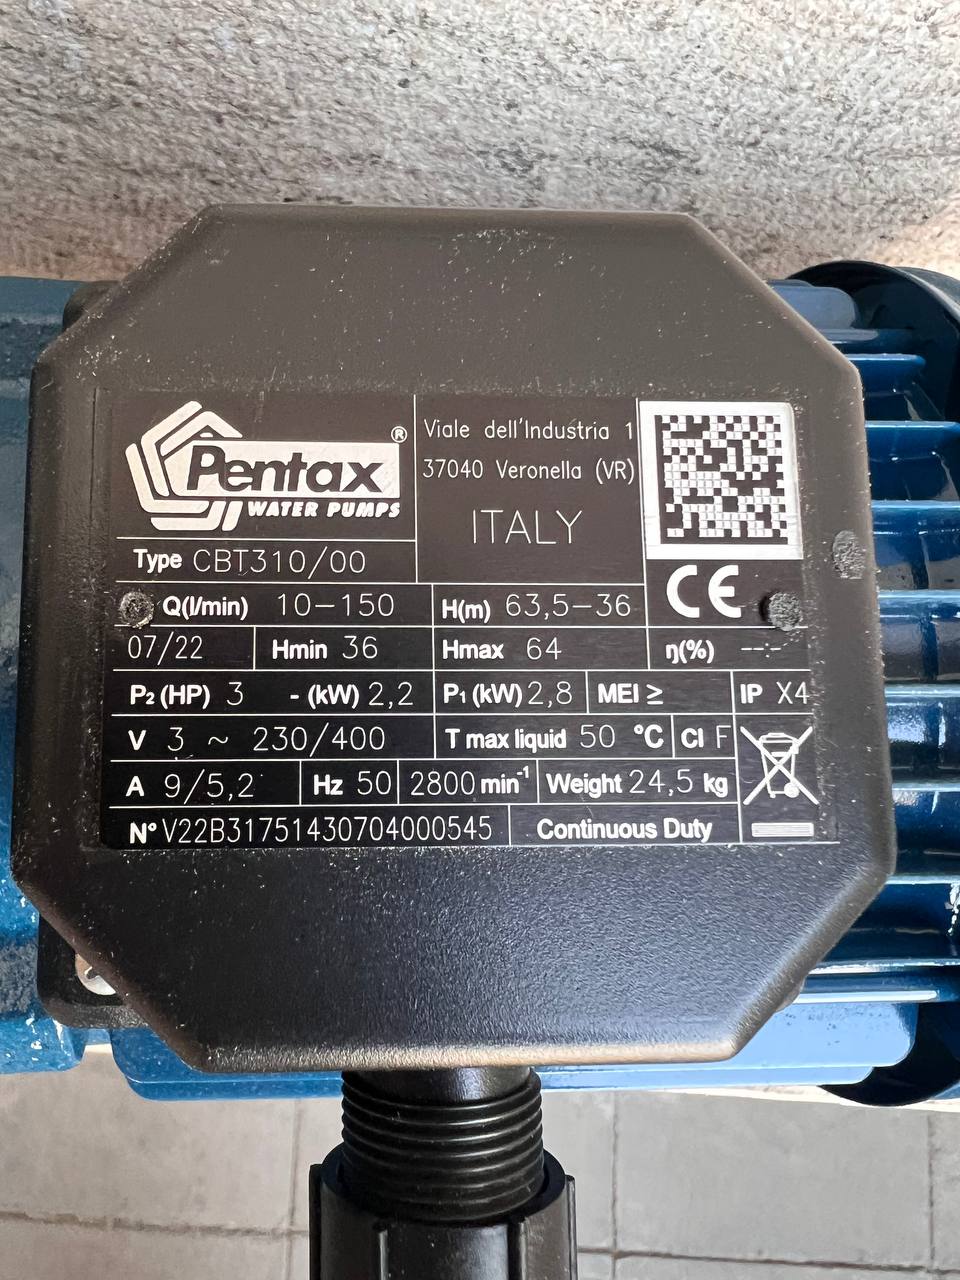 Pentax ®
WATER PUMPS
Viale dell'Industria 1
37040 Veronella (VR)
ITALY
Type CBT310/00
CE
Q(l/min) 10-150 H(m) 63,5-36
07/22 Hmin 36 Hmax 64 η(%) --.-
P₂ (HP) 3 - (kW) 2,2 P₁ (kW) 2,8 MEI ≥ IP X4
V 3 ~ 230/400 T max liquid 50 °C Cl F
A 9/5,2 Hz 50 2800 min⁻¹ Weight 24,5 kg
N° V22B31751430704000545 Continuous Duty